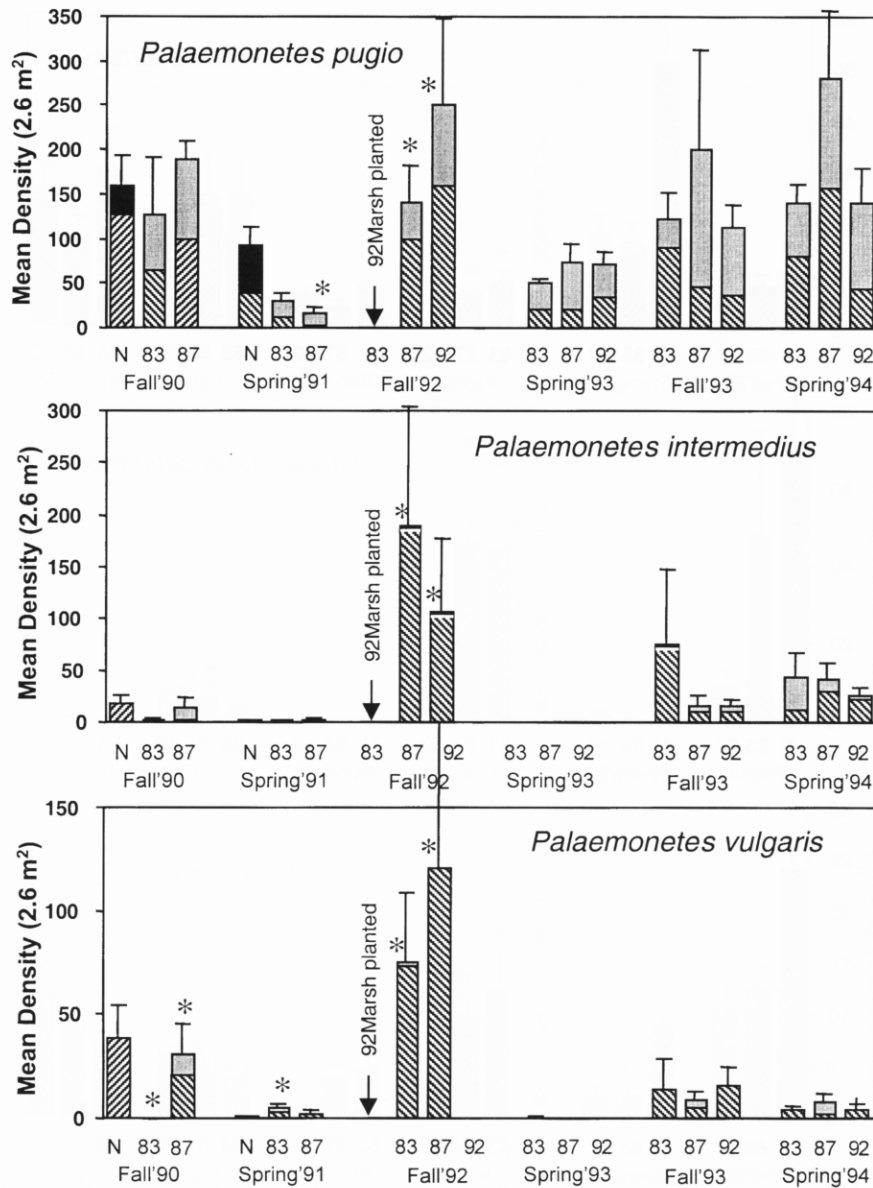 Palaemonetes pugio
Mean Density (2.6 m²)
350
300
250
200
150
100
50
0
*
*
*
92Marsh planted
N 83 87 N 83 87 83 87 92 83 87 92 83 87 92 83 87 92
Fall'90 Spring'91 Fall'92 Spring'93 Fall'93 Spring'94
Palaemonetes intermedius
Mean Density (2.6 m²)
300
250
200
150
100
50
0
*
*
92Marsh planted
N 83 87 N 83 87 83 87 92 83 87 92 83 87 92 83 87 92
Fall'90 Spring'91 Fall'92 Spring'93 Fall'93 Spring'94
Palaemonetes vulgaris
Mean Density (2.6 m²)
150
100
50
0
*
*
*
*
*
92Marsh planted
N 83 87 N 83 87 83 87 92 83 87 92 83 87 92 83 87 92
Fall'90 Spring'91 Fall'92 Spring'93 Fall'93 Spring'94